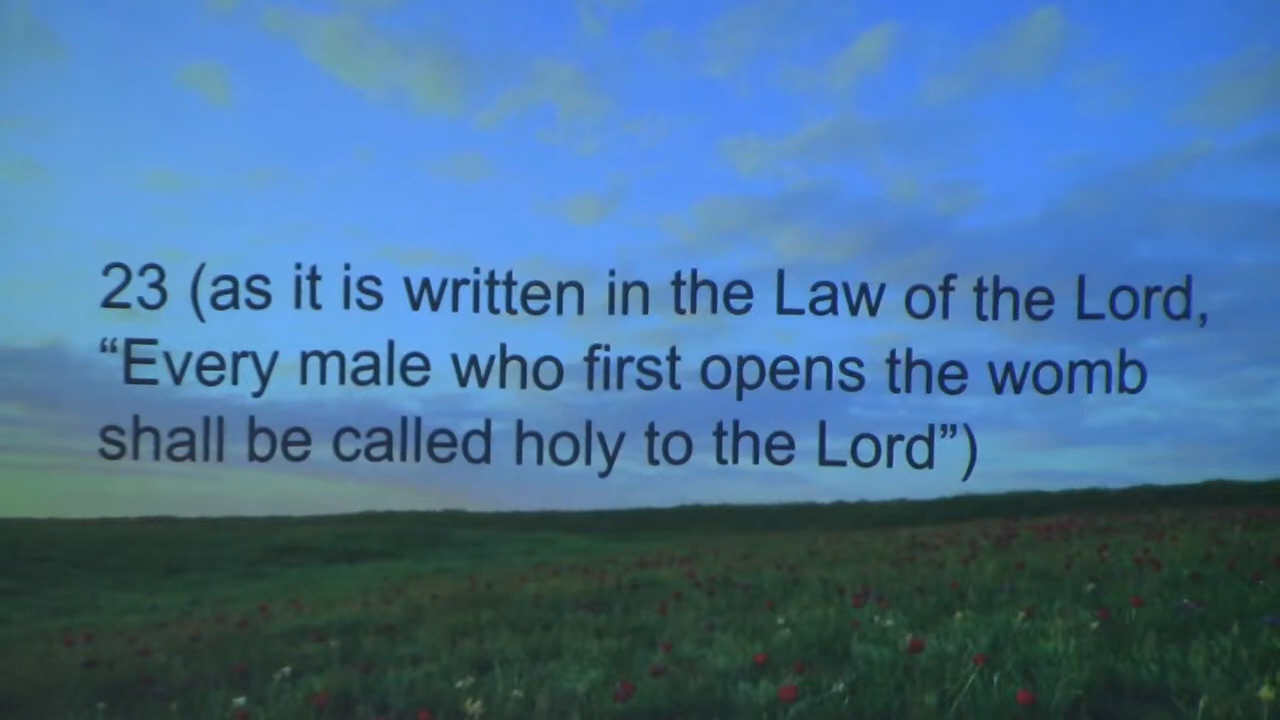 23 (as it is written in the Law of the Lord,
“Every male who first opens the womb
shall be called holy to the Lord”)